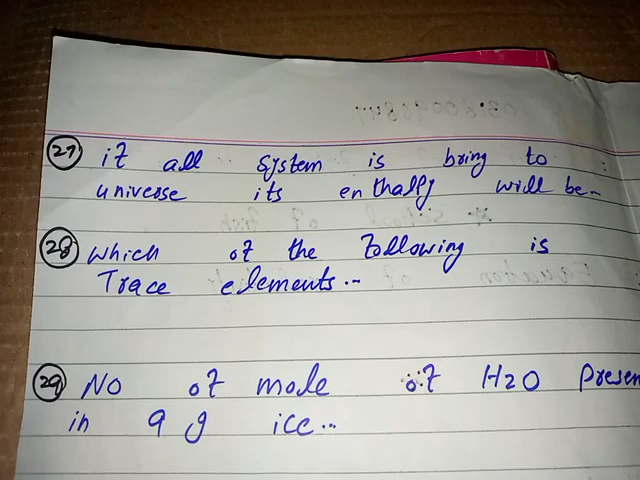 (27) if all system is bring to :
universe its enthalpy will be--
(28) which of the following is
Trace elements...
(29) No of mole of H2O Presen
in 9 g ice...